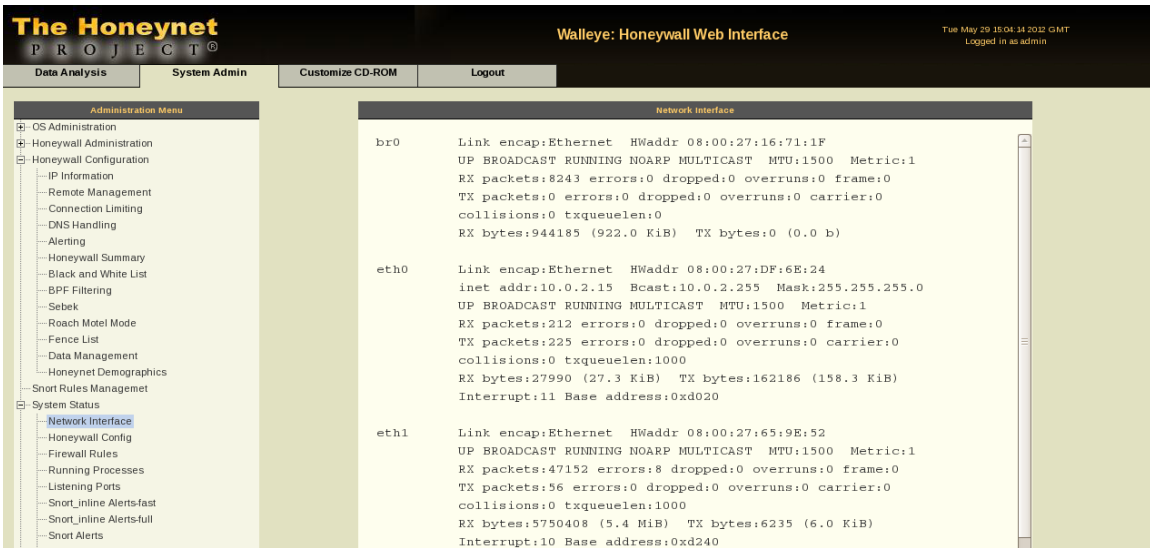 The Honeynet
PROJECT®
Walleye: Honeywall Web Interface
Tue May 29 15:04:14 2012 GMT
Logged in as admin
Data Analysis
System Admin
Customize CD-ROM
Logout
Administration Menu
OS Administration
Honeywall Administration
Honeywall Configuration
IP Information
Remote Management
Connection Limiting
DNS Handling
Alerting
Honeywall Summary
Black and White List
BPF Filtering
Sebek
Roach Motel Mode
Fence List
Data Management
Honeynet Demographics
Snort Rules Managemet
System Status
Network Interface
Honeywall Config
Firewall Rules
Running Processes
Listening Ports
Snort_inline Alerts-fast
Snort_inline Alerts-full
Snort Alerts
Network Interface
br0 Link encap:Ethernet HWaddr 08:00:27:16:71:1F
UP BROADCAST RUNNING NOARP MULTICAST MTU:1500 Metric:1
RX packets:8243 errors:0 dropped:0 overruns:0 frame:0
TX packets:0 errors:0 dropped:0 overruns:0 carrier:0
collisions:0 txqueuelen:0
RX bytes:944185 (922.0 KiB) TX bytes:0 (0.0 b)
eth0 Link encap:Ethernet HWaddr 08:00:27:DF:6E:24
inet addr:10.0.2.15 Bcast:10.0.2.255 Mask:255.255.255.0
UP BROADCAST RUNNING MULTICAST MTU:1500 Metric:1
RX packets:212 errors:0 dropped:0 overruns:0 frame:0
TX packets:225 errors:0 dropped:0 overruns:0 carrier:0
collisions:0 txqueuelen:1000
RX bytes:27990 (27.3 KiB) TX bytes:162186 (158.3 KiB)
Interrupt:11 Base address:0xd020
eth1 Link encap:Ethernet HWaddr 08:00:27:65:9E:52
UP BROADCAST RUNNING NOARP MULTICAST MTU:1500 Metric:1
RX packets:47152 errors:8 dropped:0 overruns:0 frame:0
TX packets:56 errors:0 dropped:0 overruns:0 carrier:0
collisions:0 txqueuelen:1000
RX bytes:5750408 (5.4 MiB) TX bytes:6235 (6.0 KiB)
Interrupt:10 Base address:0xd240